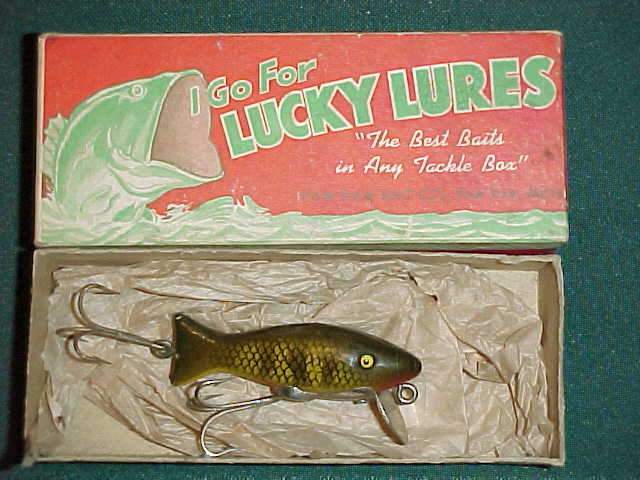 I Go For
LUCKY LURES
"The Best Baits
in Any Tackle Box"